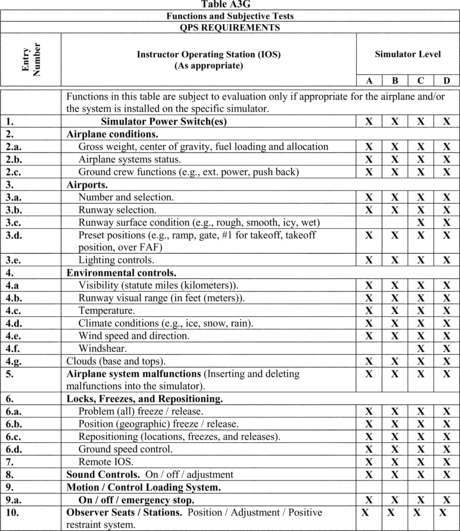 Table A3G
Functions and Subjective Tests
QPS REQUIREMENTS
Entry Number
Instructor Operating Station (IOS)
(As appropriate)
Simulator Level
A B C D
Functions in this table are subject to evaluation only if appropriate for the airplane and/or
the system is installed on the specific simulator.
1. Simulator Power Switch(es) X X X X
2. Airplane conditions.
2.a. Gross weight, center of gravity, fuel loading and allocation X X X X
2.b. Airplane systems status. X X X X
2.c. Ground crew functions (e.g., ext. power, push back) X X X X
3. Airports.
3.a. Number and selection. X X X X
3.b. Runway selection. X X X X
3.c. Runway surface condition (e.g., rough, smooth, icy, wet) X X
3.d. Preset positions (e.g., ramp, gate, #1 for takeoff, takeoff X X X X
position, over FAF)
3.e. Lighting controls. X X X X
4. Environmental controls.
4.a Visibility (statute miles (kilometers)). X X X X
4.b. Runway visual range (in feet (meters)). X X X X
4.c. Temperature. X X X X
4.d. Climate conditions (e.g., ice, snow, rain). X X X X
4.e. Wind speed and direction. X X X X
4.f. Windshear. X X
4.g. Clouds (base and tops). X X X X
5. Airplane system malfunctions (Inserting and deleting X X X X
malfunctions into the simulator).
6. Locks, Freezes, and Repositioning.
6.a. Problem (all) freeze / release. X X X X
6.b. Position (geographic) freeze / release. X X X X
6.c. Repositioning (locations, freezes, and releases). X X X X
6.d. Ground speed control. X X X X
7. Remote IOS. X X X X
8. Sound Controls. On / off / adjustment X X X X
9. Motion / Control Loading System.
9.a. On / off / emergency stop. X X X X
10. Observer Seats / Stations. Position / Adjustment / Positive X X X X
restraint system.